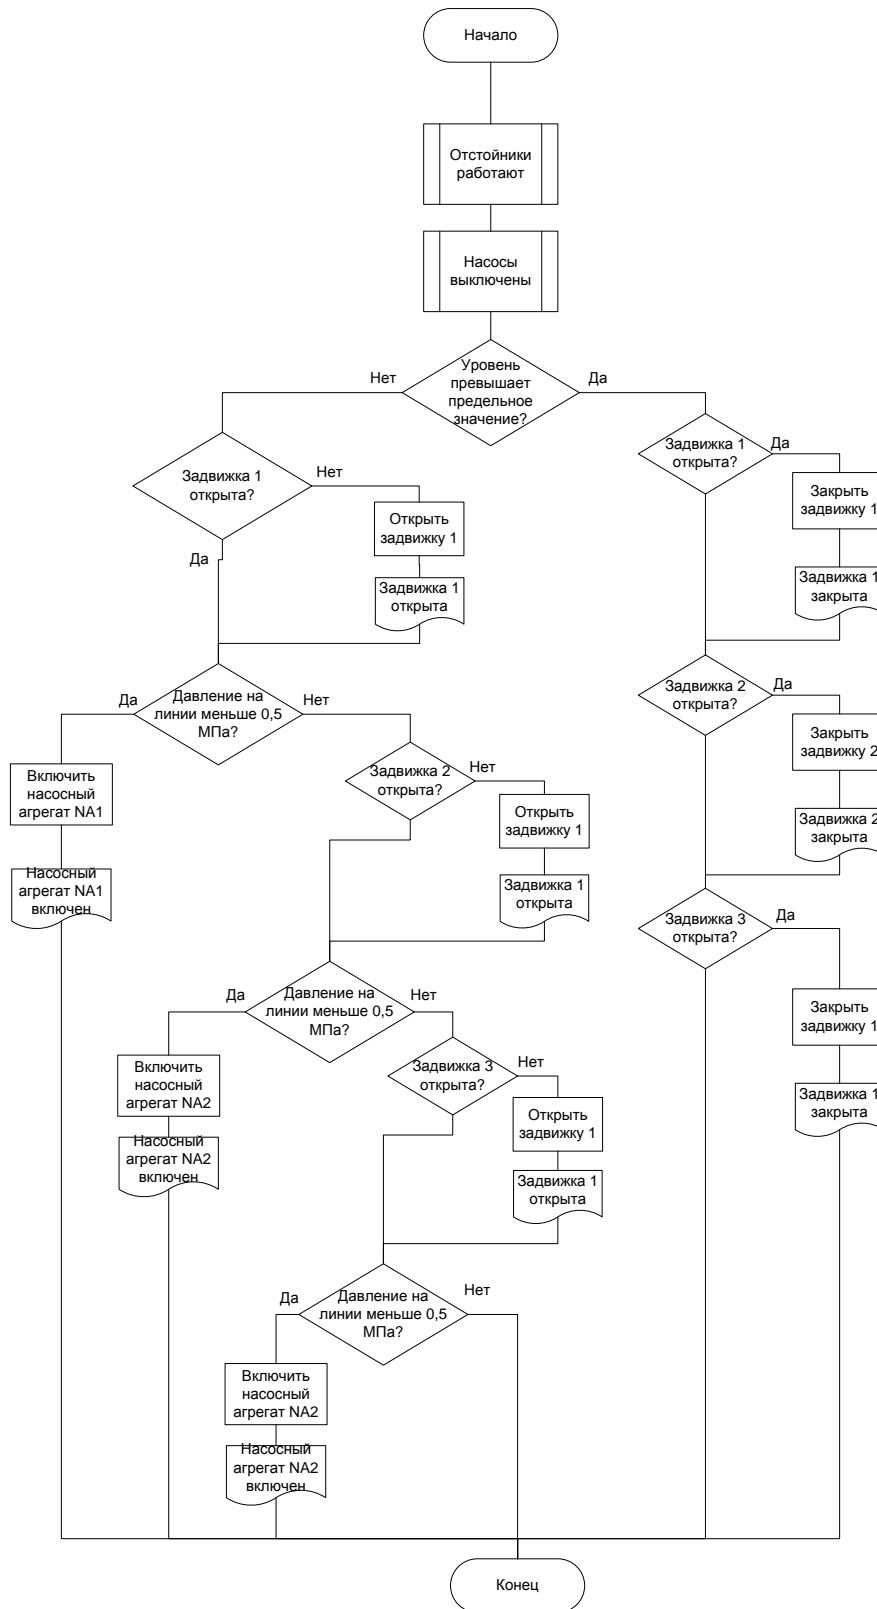 Начало
Отстойники
работают
Насосы
выключены
Уровень
превышает
предельное
значение?
Нет
Да
Задвижка 1
открыта?
Нет
Да
Открыть
задвижку 1
Задвижка 1
открыта
Задвижка 1
открыта?
Да
Закрыть
задвижку 1
Задвижка 1
закрыта
Давление на
линии меньше 0,5
МПа?
Да
Нет
Включить
насосный
агрегат NA1
Насосный
агрегат NA1
включен
Задвижка 2
открыта?
Нет
Открыть
задвижку 1
Задвижка 1
открыта
Задвижка 2
открыта?
Да
Закрыть
задвижку 2
Задвижка 2
закрыта
Задвижка 3
открыта?
Да
Закрыть
задвижку 1
Задвижка 1
закрыта
Давление на
линии меньше 0,5
МПа?
Да
Нет
Включить
насосный
агрегат NA2
Насосный
агрегат NA2
включен
Задвижка 3
открыта?
Нет
Открыть
задвижку 1
Задвижка 1
открыта
Давление на
линии меньше 0,5
МПа?
Да
Нет
Включить
насосный
агрегат NA2
Насосный
агрегат NA2
включен
Конец